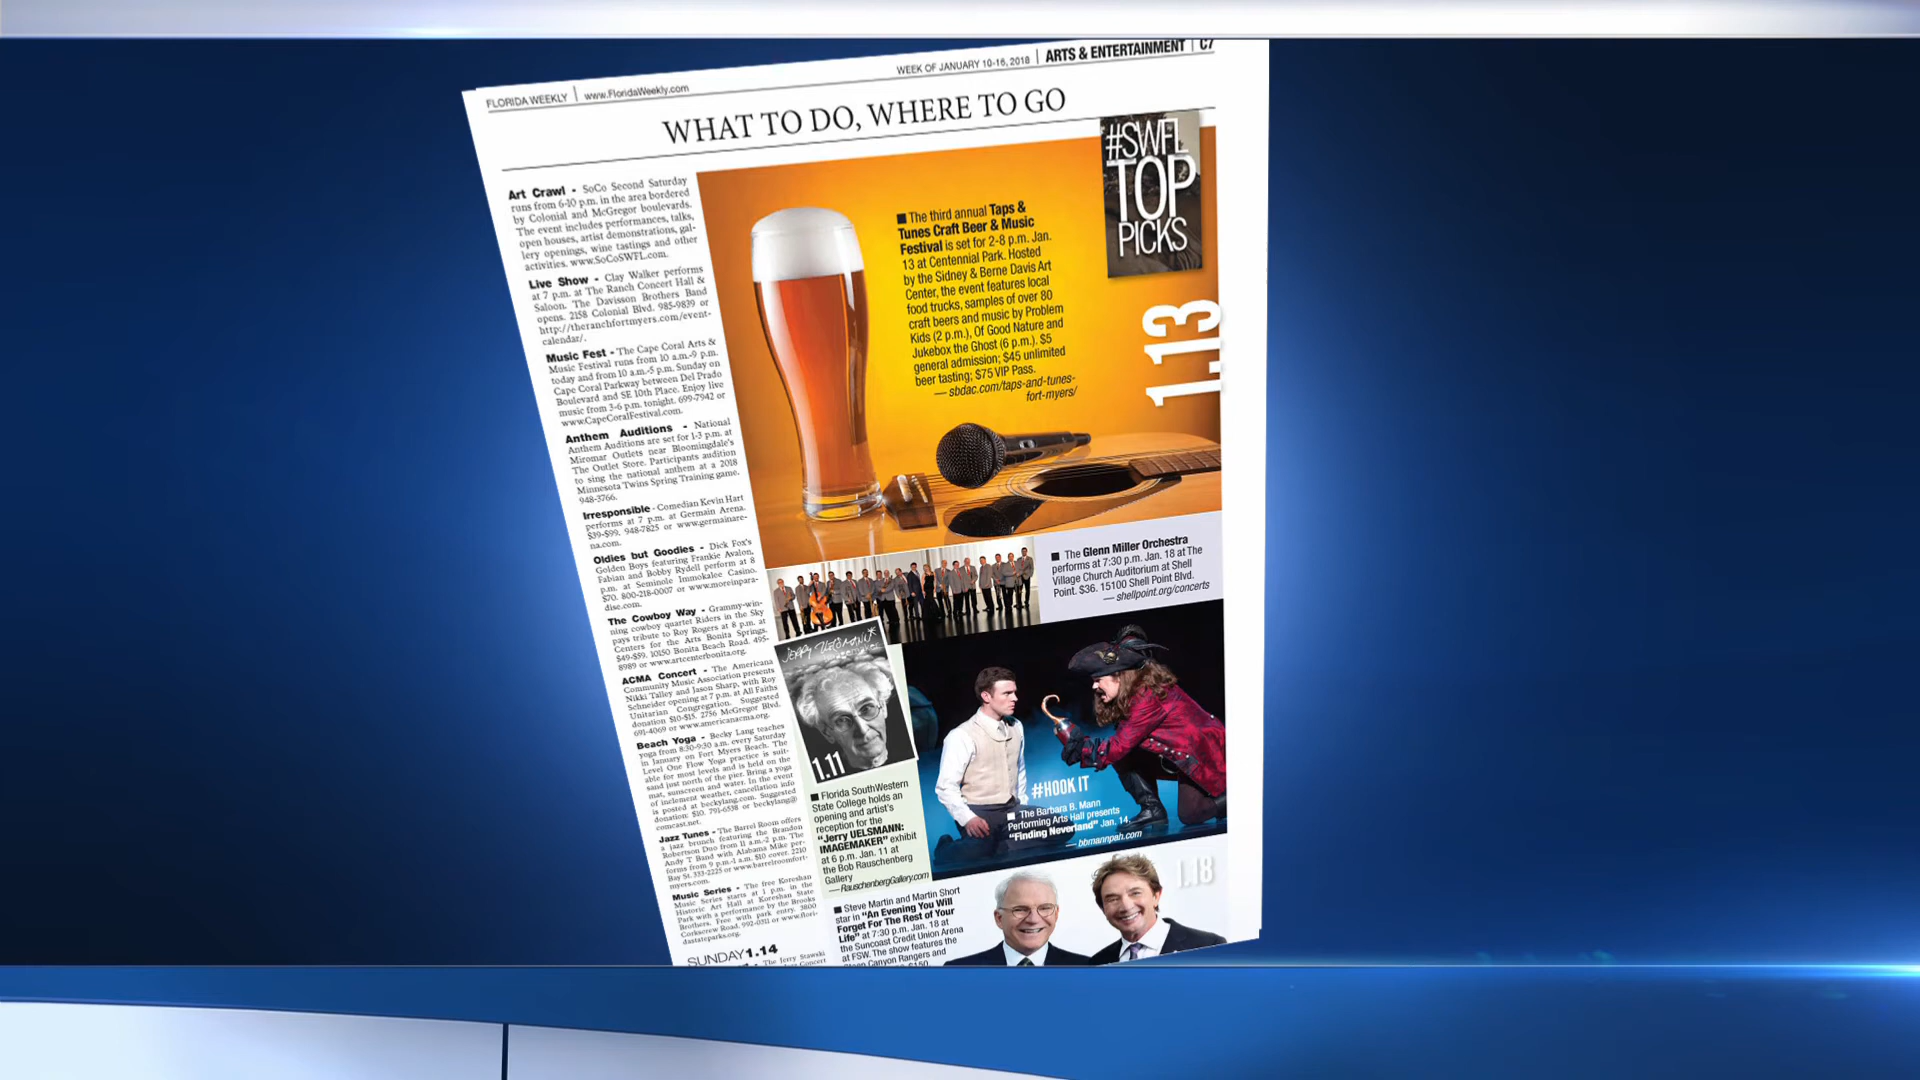 FLORIDA WEEKLY | www.FloridaWeekly.com
WEEK OF JANUARY 10-16, 2018 | ARTS & ENTERTAINMENT | C7
WHAT TO DO, WHERE TO GO
Art Crawl - SoCo Second Saturday
runs from 6-10 p.m. in the area bordered
by Colonial and McGregor boulevards.
The event includes performances, talks,
open houses, artist demonstrations, gal-
lery openings, wine tastings and other
activities. www.SoCoSWFL.com.
Live Show - Clay Walker performs
at 7 p.m. at The Ranch Concert Hall &
Saloon. The Davisson Brothers Band
opens. 2158 Colonial Blvd. 985-9839 or
http://theranchfortmyers.com/event-
calendar/.
Music Fest - The Cape Coral Arts &
Music Festival runs from 10 a.m.-9 p.m.
today and from 10 a.m.-5 p.m. Sunday on
Cape Coral Parkway between Del Prado
Boulevard and SE 10th Place. Enjoy live
music from 3-6 p.m. tonight. 699-7942 or
www.CapeCoralFestival.com.
Anthem Auditions - National
Anthem Auditions are set for 1-3 p.m. at
Miromar Outlets near Bloomingdale's
The Outlet Store. Participants audition
to sing the national anthem at a 2018
Minnesota Twins Spring Training game.
948-3766.
Irresponsible - Comedian Kevin Hart
performs at 7 p.m. at Germain Arena.
$39-$99. 948-7825 or www.germainare-
na.com.
Oldies but Goodies - Dick Fox's
Golden Boys featuring Frankie Avalon,
Fabian and Bobby Rydell perform at 8
p.m. at Seminole Immokalee Casino.
$70. 800-218-0007 or www.moreinpara-
dise.com.
The Cowboy Way - Grammy-win-
ning cowboy quartet Riders in the Sky
pays tribute to Roy Rogers at 8 p.m. at
Centers for the Arts Bonita Springs.
$49-$59. 10150 Bonita Beach Road. 495-
8989 or www.artcenterbonita.org.
ACMA Concert - The Americana
Community Music Association presents
Nikki Talley and Jason Sharp, with Roy
Schneider opening at 7 p.m. at All Faiths
Unitarian Congregation. Suggested
donation $10-$15. 2756 McGregor Blvd.
691-4069 or www.americanacma.org.
Beach Yoga - Becky Lang teaches
yoga from 8:30-9:30 a.m. every Saturday
in January on Fort Myers Beach. The
Level One Flow Yoga practice is suit-
able for most levels and is held on the
sand just north of the pier. Bring a yoga
mat, sunscreen and water. In the event
of inclement weather, cancellation info
is posted at beckylang.com. Suggested
donation: $10. 791-6538 or beckylang@
comcast.net.
Jazz Tunes - The Barrel Room offers
a jazz brunch featuring the Brandon
Robertson Duo from 11 a.m.-2 p.m. The
Andy T Band with Alabama Mike per-
forms from 9 p.m.-1 a.m. $10 cover. 2210
Bay St. 333-2225 or www.barrelroomfort-
myers.com.
Music Series - The free Koreshan
Music Series starts at 1 p.m. in the
Historic Art Hall at Koreshan State
Park with a performance by the Brooks
Brothers. Free with park entry. 3800
Corkscrew Road. 992-0311 or www.flori-
dastateparks.org.
SUNDAY 1.14
The Jerry Stawski
#SWFL
TOP
PICKS
1.13
■ The third annual Taps &
Tunes Craft Beer & Music
Festival is set for 2-8 p.m. Jan.
13 at Centennial Park. Hosted
by the Sidney & Berne Davis Art
Center, the event features local
food trucks, samples of over 80
craft beers and music by Problem
Kids (2 p.m.), Of Good Nature and
Jukebox the Ghost (6 p.m.). $5
general admission; $45 unlimited
beer tasting; $75 VIP Pass.
— sbdac.com/taps-and-tunes-
fort-myers/
■ The Glenn Miller Orchestra
performs at 7:30 p.m. Jan. 18 at The
Village Church Auditorium at Shell
Point. $36. 15100 Shell Point Blvd.
— shellpoint.org/concerts
1.11
■ Florida SouthWestern
State College holds an
opening and artist's
reception for the
"Jerry UELSMANN:
IMAGEMAKER" exhibit
at 6 p.m. Jan. 11 at
the Bob Rauschenberg
Gallery
— RauschenbergGallery.com
#HOOK IT
■ The Barbara B. Mann
Performing Arts Hall presents
"Finding Neverland" Jan. 14.
— bbmannpah.com
1.18
■ Steve Martin and Martin Short
star in "An Evening You Will
Forget For The Rest of Your
Life" at 7:30 p.m. Jan. 18 at
the Suncoast Credit Union Arena
at FSW. The show features the
Canyon Rangers and